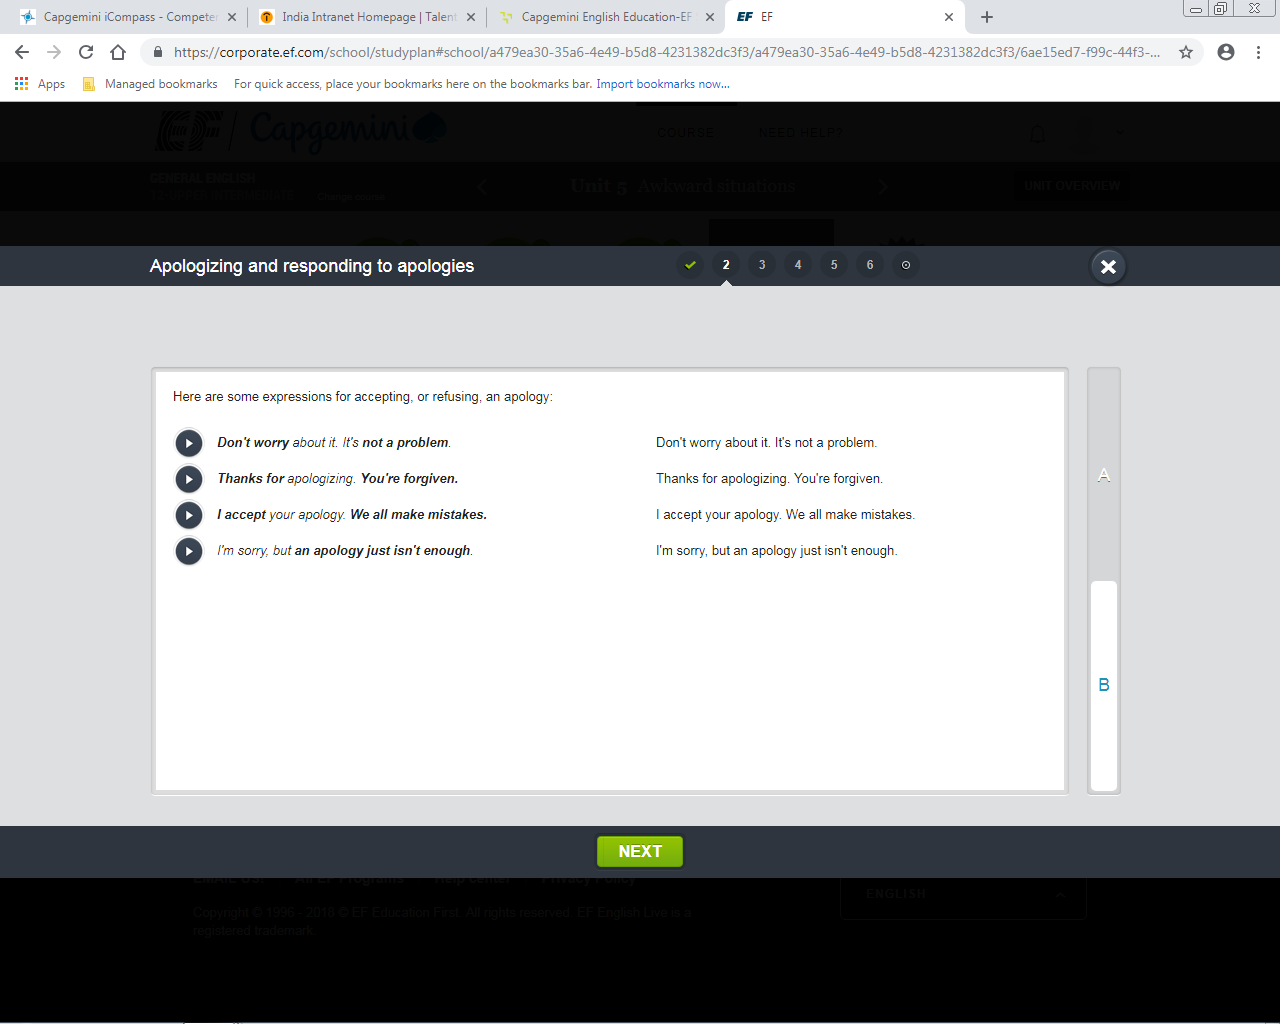 Capgemini iCompass - Competen
India Intranet Homepage | Talent
Capgemini English Education-EF
EF EF
https://corporate.ef.com/school/studyplan#school/a479ea30-35a6-4e49-b5d8-4231382dc3f3/a479ea30-35a6-4e49-b5d8-4231382dc3f3/6ae15ed7-f99c-44f3-...
Apps Managed bookmarks For quick access, place your bookmarks here on the bookmarks bar. Import bookmarks now...
EF | Capgemini COURSE NEED HELP?
GENERAL ENGLISH
Unit 5 Awkward situations
UNIT OVERVIEW
Change course
Apologizing and responding to apologies 2 3 4 5 6
Here are some expressions for accepting, or refusing, an apology:
Don't worry about it. It's not a problem. Don't worry about it. It's not a problem.
Thanks for apologizing. You're forgiven. Thanks for apologizing. You're forgiven.
I accept your apology. We all make mistakes. I accept your apology. We all make mistakes.
I'm sorry, but an apology just isn't enough. I'm sorry, but an apology just isn't enough.
A
B
NEXT
EMAIL US! All EF Programs Help Center Privacy Policy
ENGLISH
Copyright © 1996 - 2018 © EF Education First. All rights reserved. EF English Live is a
registered trademark